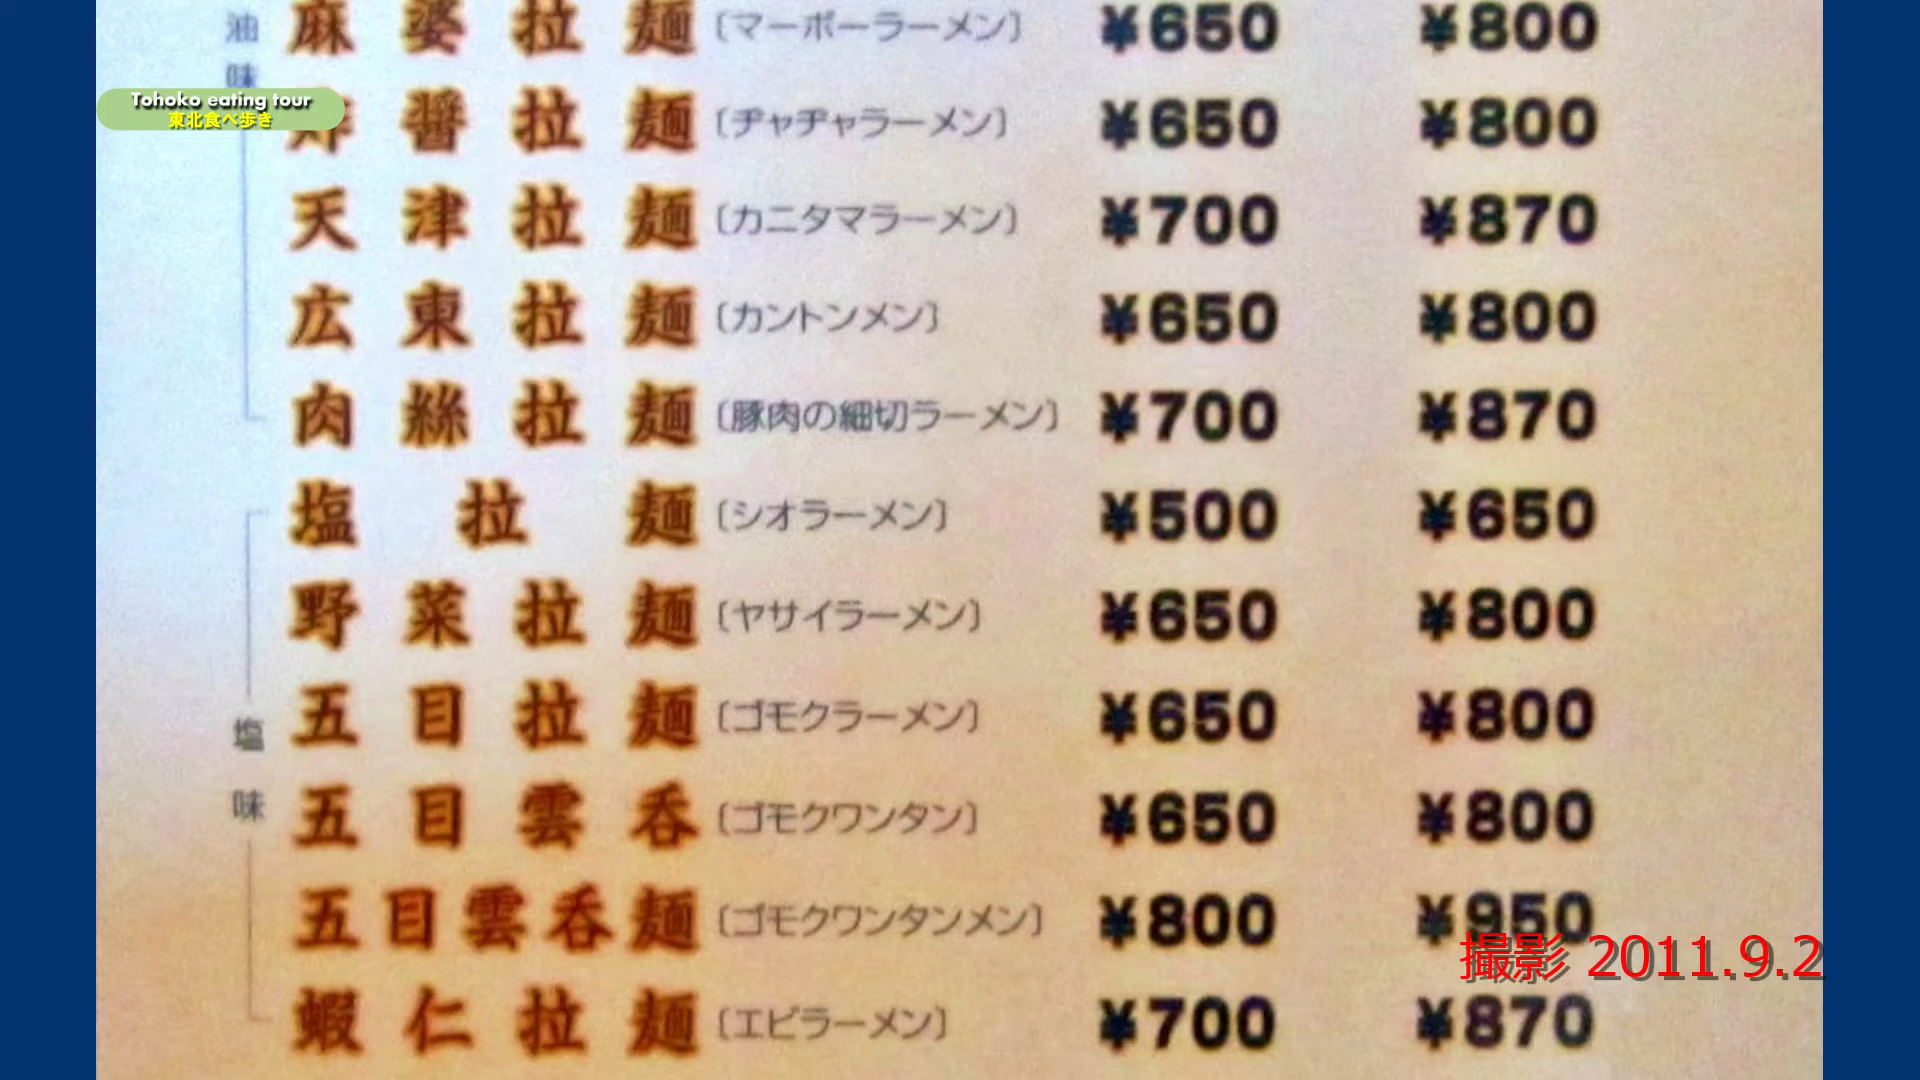 油味
麻婆拉麺〔マーボーラーメン〕 ¥650 ¥800
Tohoko eating tour
東北食べ歩き
炸醤拉麺〔ヂャヂャラーメン〕 ¥650 ¥800
天津拉麺〔カニタマラーメン〕 ¥700 ¥870
広東拉麺〔カントンメン〕 ¥650 ¥800
肉絲拉麺〔豚肉の細切ラーメン〕 ¥700 ¥870
塩味
塩拉麺〔シオラーメン〕 ¥500 ¥650
野菜拉麺〔ヤサイラーメン〕 ¥650 ¥800
五目拉麺〔ゴモクラーメン〕 ¥650 ¥800
五目雲呑〔ゴモクワンタン〕 ¥650 ¥800
五目雲呑麺〔ゴモクワンタンメン〕 ¥800 ¥950
撮影 2011.9.2
蝦仁拉麺〔エビラーメン〕 ¥700 ¥870